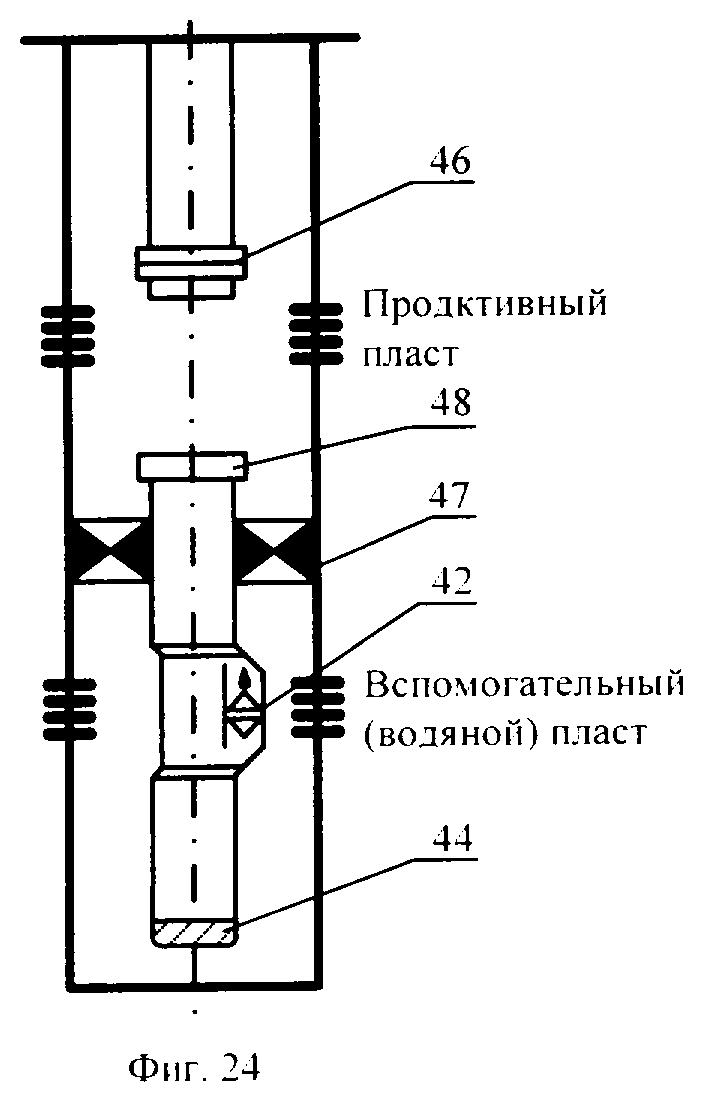 46
Продктивный
пласт
48
47
42
Вспомогательный
(водяной) пласт
44
Фиг. 24